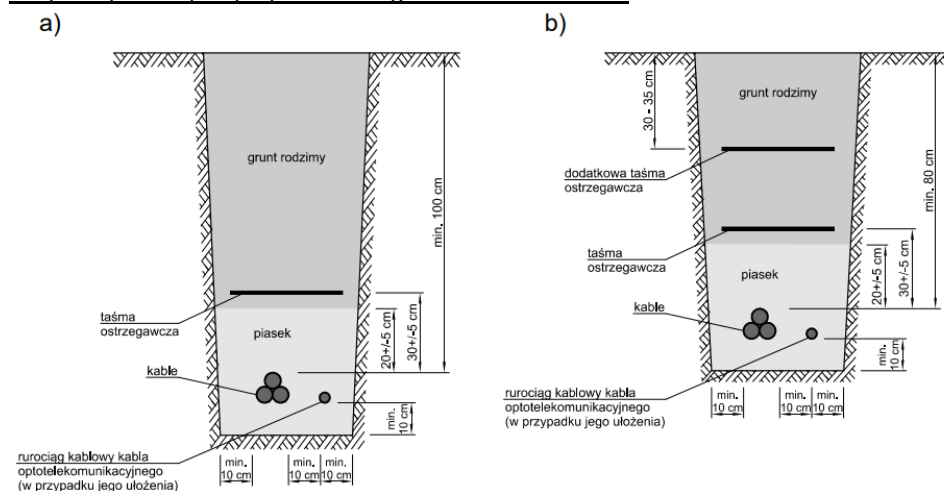 a)
grunt rodzimy
min. 100 cm
taśma
ostrzegawcza
piasek
20+/-5 cm
30+/-5 cm
kable
min.
10 cm
rurociąg kablowy kabla
optotelekomunikacyjnego
(w przypadku jego ułożenia)
min.
10 cm
min.
10 cm
min.
10 cm
b)
30 - 35 cm
grunt rodzimy
dodatkowa taśma
ostrzegawcza
min. 80 cm
taśma
ostrzegawcza
piasek
20+/-5 cm
30+/-5 cm
kable
min.
10 cm
rurociąg kablowy kabla
optotelekomunikacyjnego
(w przypadku jego ułożenia)
min.
10 cm
min.
10 cm
min.
10 cm